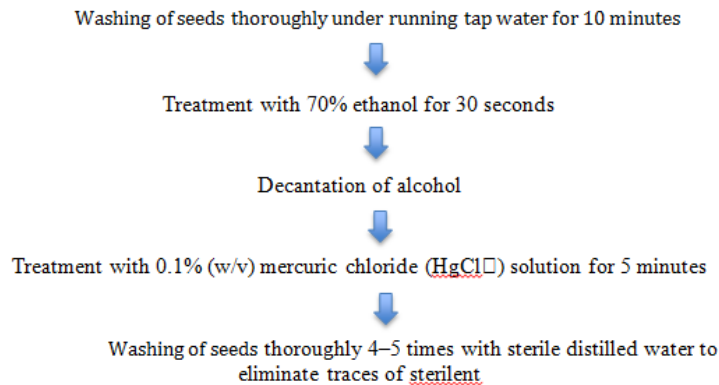 Washing of seeds thoroughly under running tap water for 10 minutes
Treatment with 70% ethanol for 30 seconds
Decantation of alcohol
Treatment with 0.1% (w/v) mercuric chloride (HgCl□) solution for 5 minutes
Washing of seeds thoroughly 4–5 times with sterile distilled water to
eliminate traces of sterilent